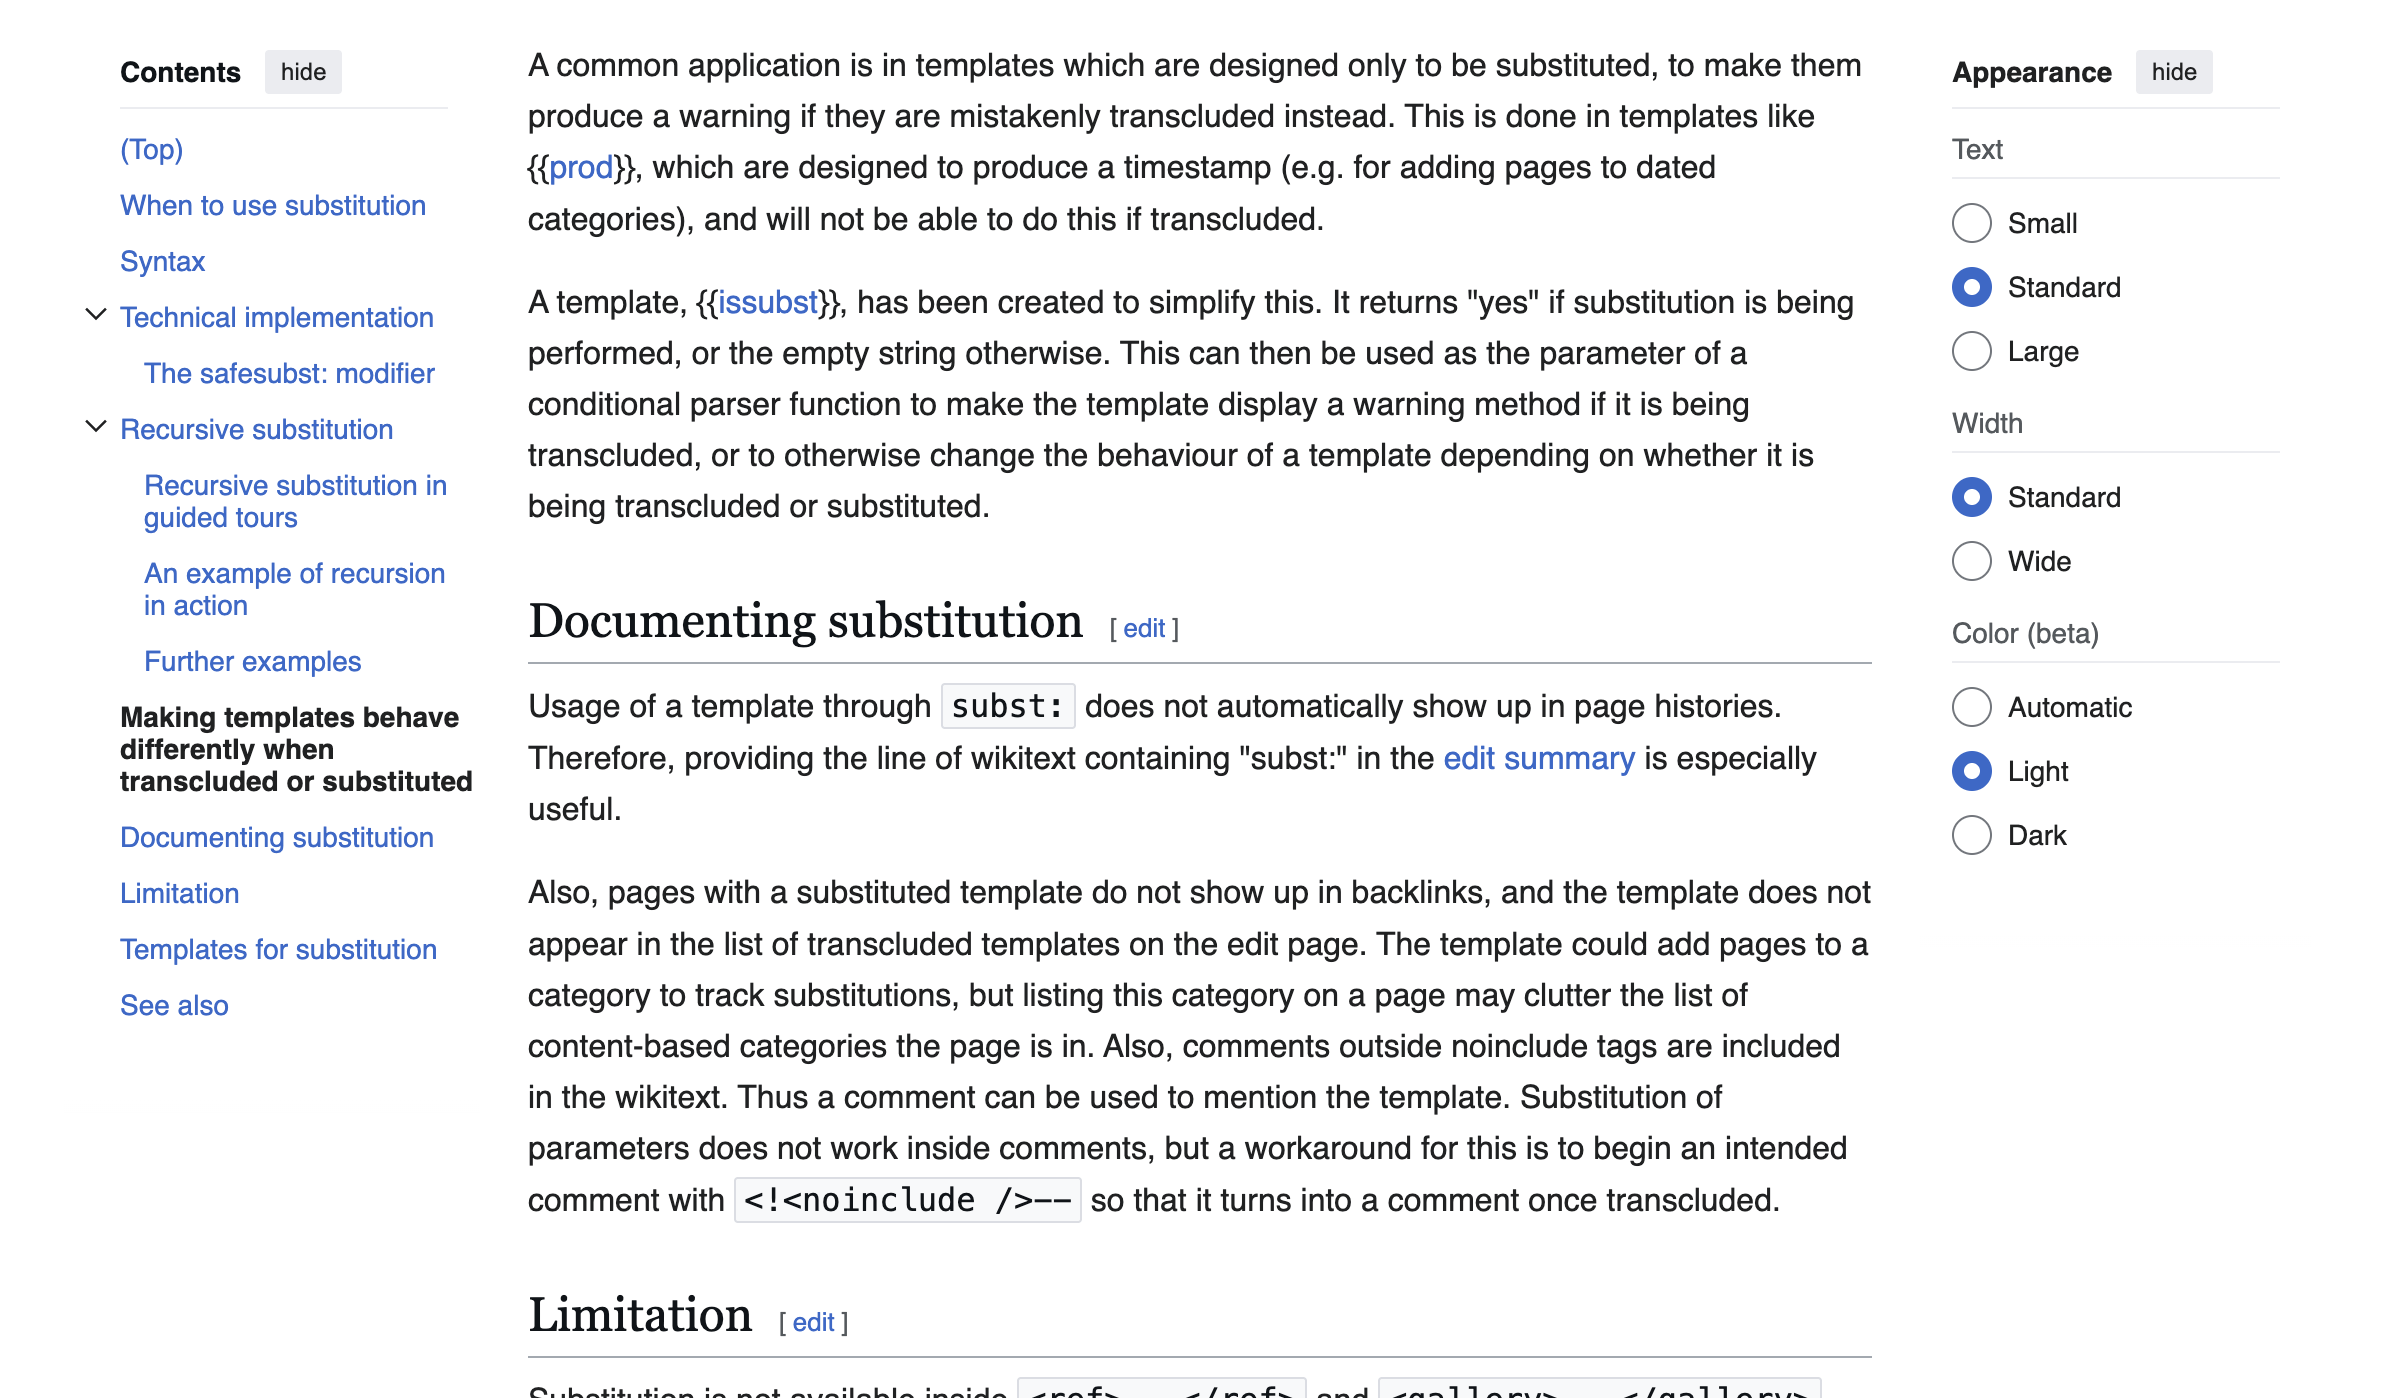 Contents hide
(Top)
When to use substitution
Syntax
Technical implementation
The safesubst: modifier
Recursive substitution
Recursive substitution in
guided tours
An example of recursion
in action
Further examples
Making templates behave
differently when
transcluded or substituted
Documenting substitution
Limitation
Templates for substitution
See also
A common application is in templates which are designed only to be substituted, to make them
produce a warning if they are mistakenly transcluded instead. This is done in templates like
{{prod}}, which are designed to produce a timestamp (e.g. for adding pages to dated
categories), and will not be able to do this if transcluded.
A template, {{issubst}}, has been created to simplify this. It returns "yes" if substitution is being
performed, or the empty string otherwise. This can then be used as the parameter of a
conditional parser function to make the template display a warning method if it is being
transcluded, or to otherwise change the behaviour of a template depending on whether it is
being transcluded or substituted.
Documenting substitution [ edit ]
Usage of a template through subst: does not automatically show up in page histories.
Therefore, providing the line of wikitext containing "subst:" in the edit summary is especially
useful.
Also, pages with a substituted template do not show up in backlinks, and the template does not
appear in the list of transcluded templates on the edit page. The template could add pages to a
category to track substitutions, but listing this category on a page may clutter the list of
content-based categories the page is in. Also, comments outside noinclude tags are included
in the wikitext. Thus a comment can be used to mention the template. Substitution of
parameters does not work inside comments, but a workaround for this is to begin an intended
comment with <!<noinclude />-- so that it turns into a comment once transcluded.
Limitation [ edit ]
Substitution is not available inside <ref>...</ref> and <gallery>...</gallery>
Appearance hide
Text
Small
Standard
Large
Width
Standard
Wide
Color (beta)
Automatic
Light
Dark